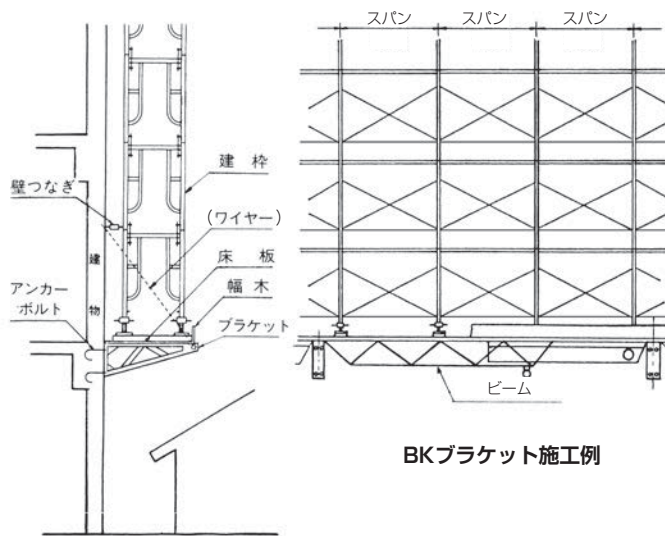 スパン
スパン
スパン
建枠
壁つなぎ
(ワイヤー)
床板
建物
幅木
アンカー
ボルト
ブラケット
ビーム
BKブラケット施工例